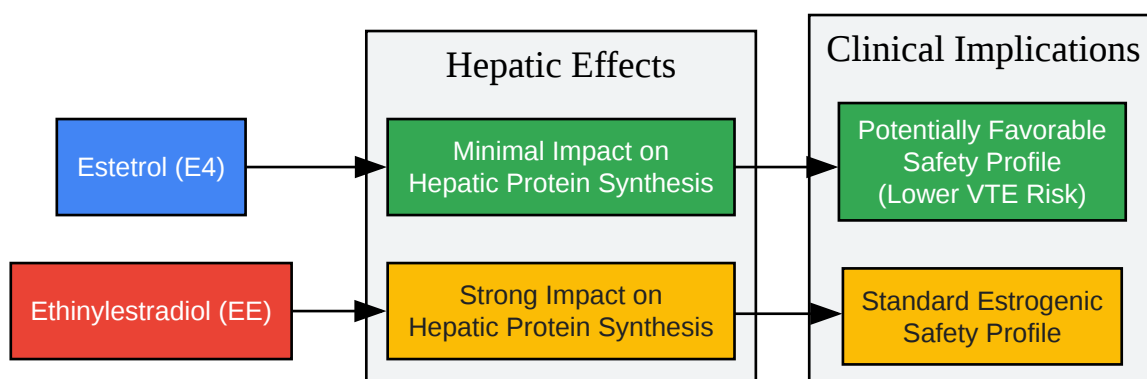 Hepatic Effects
Clinical Implications
Estetrol (E4)
Minimal Impact on
Hepatic Protein Synthesis
Potentially Favorable
Safety Profile
(Lower VTE Risk)
Ethinylestradiol (EE)
Strong Impact on
Hepatic Protein Synthesis
Standard Estrogenic
Safety Profile